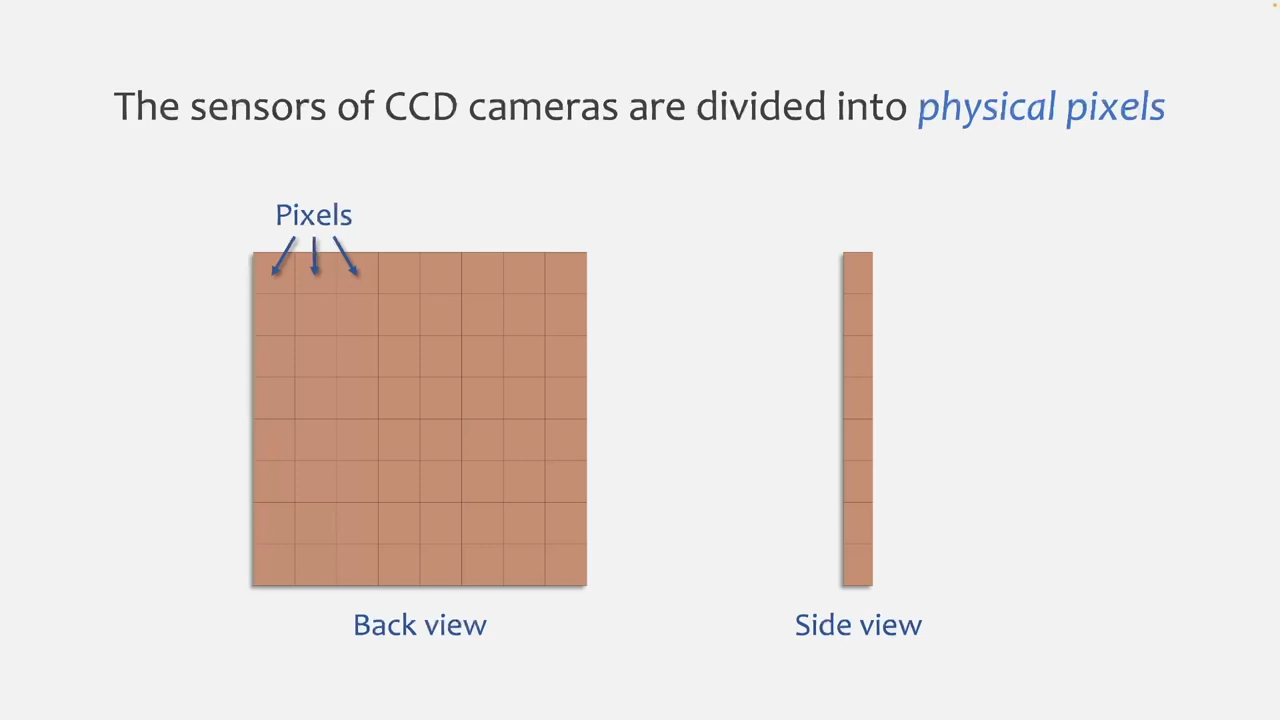 The sensors of CCD cameras are divided into physical pixels
Pixels
Back view
Side view